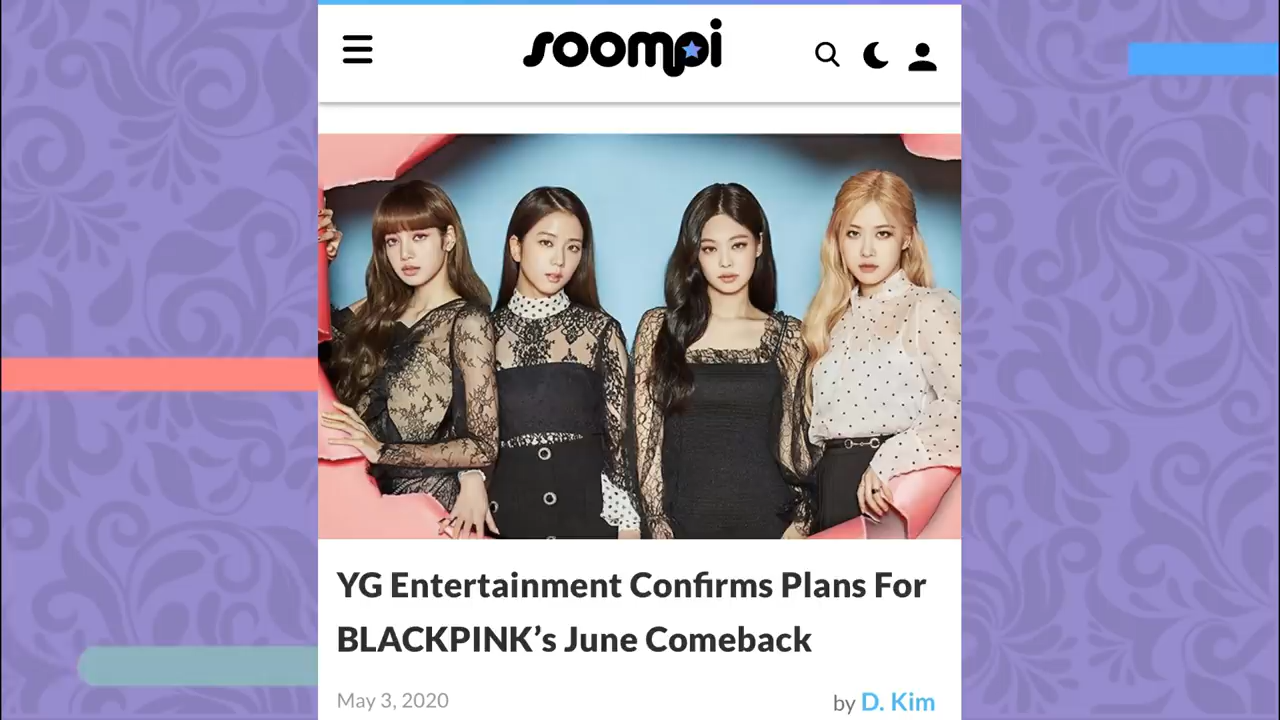 soompi
YG Entertainment Confirms Plans For
BLACKPINK’s June Comeback
May 3, 2020
by D. Kim